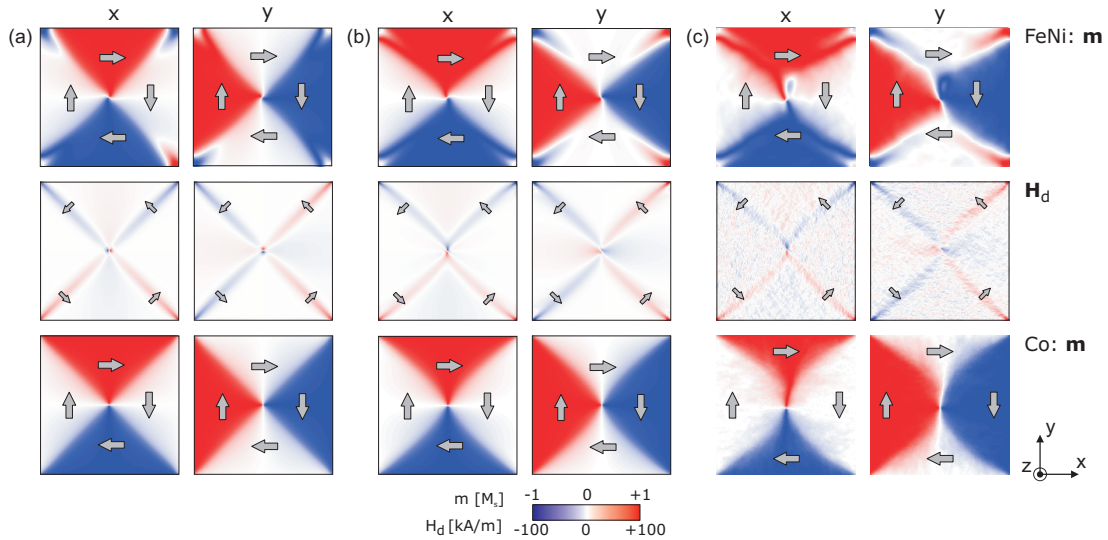 x y x y x y
(a) (b) (c) FeNi: m
H_d
Co: m
y
z x
m [M_s] -1 0 +1
H_d [kA/m] -100 0 +100